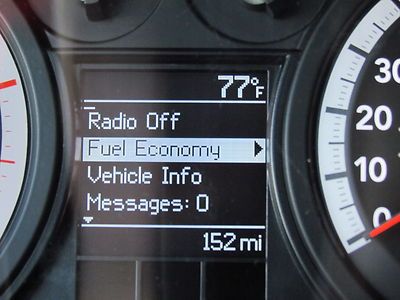 77°F
Radio Off
Fuel Economy
Vehicle Info
Messages: 0
152 mi
30
20
10
0